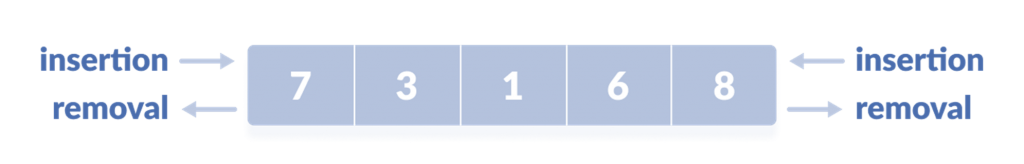 insertion 7 3 1 6 8 insertion
removal removal